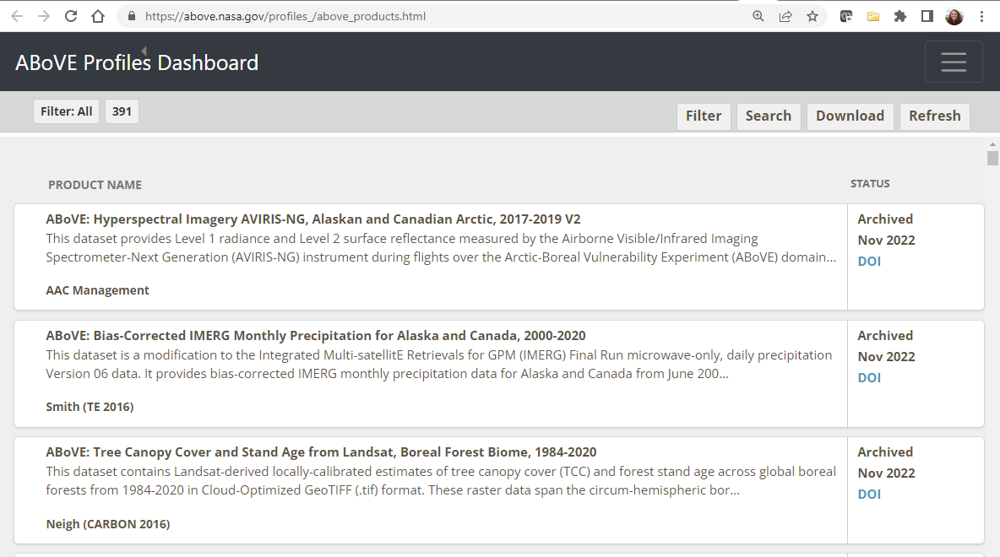 https://above.nasa.gov/profiles_/above_products.html
ABoVE Profiles Dashboard
Filter: All 391 Filter Search Download Refresh
PRODUCT NAME STATUS
ABoVE: Hyperspectral Imagery AVIRIS-NG, Alaskan and Canadian Arctic, 2017-2019 V2
This dataset provides Level 1 radiance and Level 2 surface reflectance measured by the Airborne Visible/Infrared Imaging
Spectrometer-Next Generation (AVIRIS-NG) instrument during flights over the Arctic-Boreal Vulnerability Experiment (ABoVE) domain...
AAC Management
Archived
Nov 2022
DOI
ABoVE: Bias-Corrected IMERG Monthly Precipitation for Alaska and Canada, 2000-2020
This dataset is a modification to the Integrated Multi-satellitE Retrievals for GPM (IMERG) Final Run microwave-only, daily precipitation
Version 06 data. It provides bias-corrected IMERG monthly precipitation data for Alaska and Canada from June 200...
Smith (TE 2016)
Archived
Nov 2022
DOI
ABoVE: Tree Canopy Cover and Stand Age from Landsat, Boreal Forest Biome, 1984-2020
This dataset contains Landsat-derived locally-calibrated estimates of tree canopy cover (TCC) and forest stand age across global boreal
forests from 1984-2020 in Cloud-Optimized GeoTIFF (.tif) format. These raster data span the circum-hemispheric bor...
Neigh (CARBON 2016)
Archived
Nov 2022
DOI